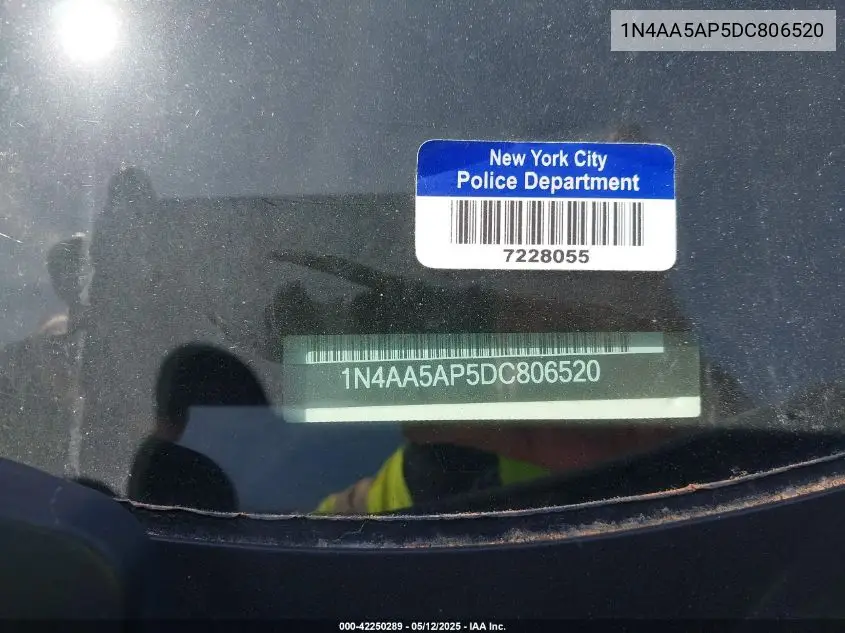 1N4AA5AP5DC806520
New York City
Police Department
7228055
1N4AA5AP5DC806520
000-42250289 - 05/12/2025 - IAA Inc.